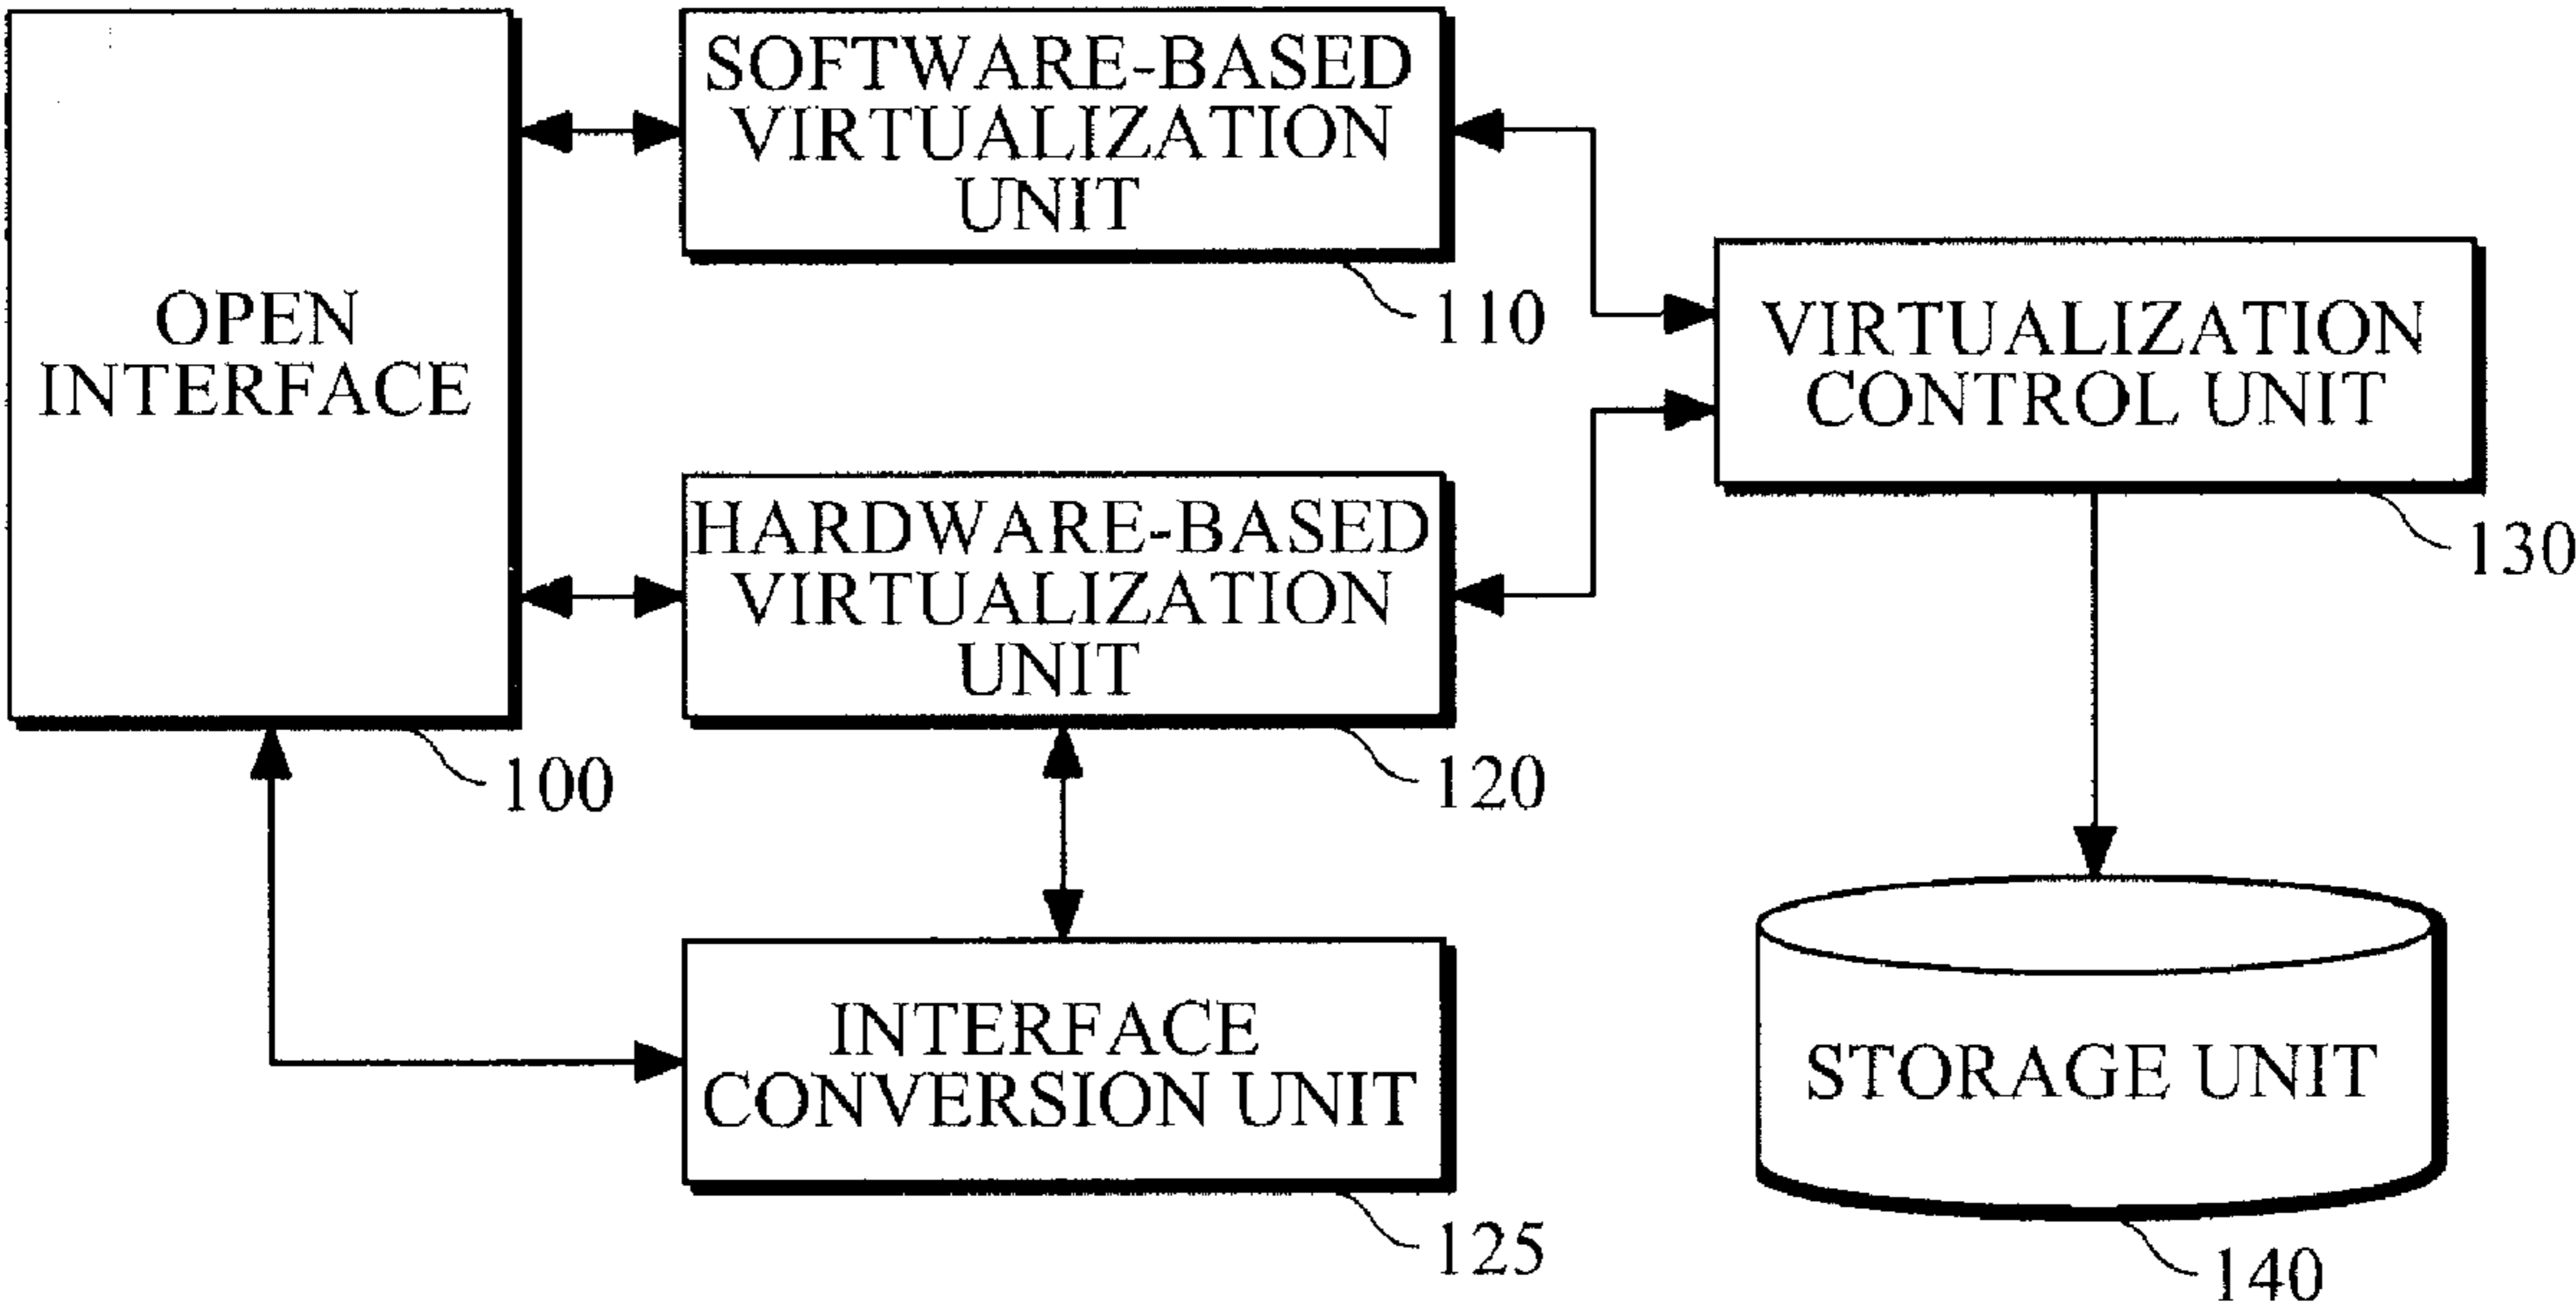 OPEN
INTERFACE
100
SOFTWARE-BASED
VIRTUALIZATION
UNIT
110
HARDWARE-BASED
VIRTUALIZATION
UNIT
120
INTERFACE
CONVERSION UNIT
125
VIRTUALIZATION
CONTROL UNIT
130
STORAGE UNIT
140